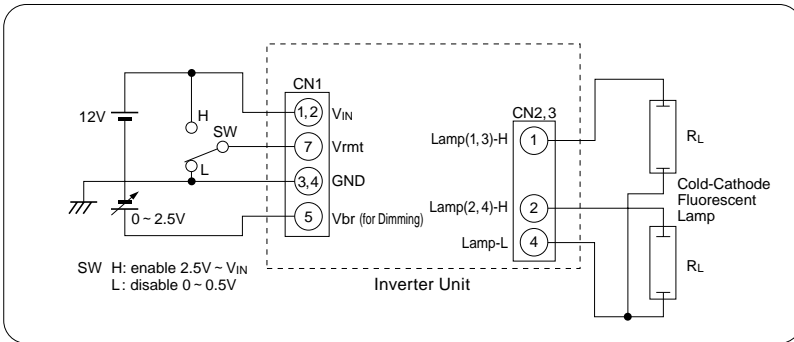 CN1
12V
H
1, 2
VIN
SW
7
Vrmt
L
3, 4
GND
0 ~ 2.5V
5
Vbr (for Dimming)
SW H: enable 2.5V ~ VIN
L: disable 0 ~ 0.5V
CN2, 3
Lamp(1, 3)-H
1
Lamp(2, 4)-H
2
Lamp-L
4
Inverter Unit
RL
Cold-Cathode
Fluorescent
Lamp
RL